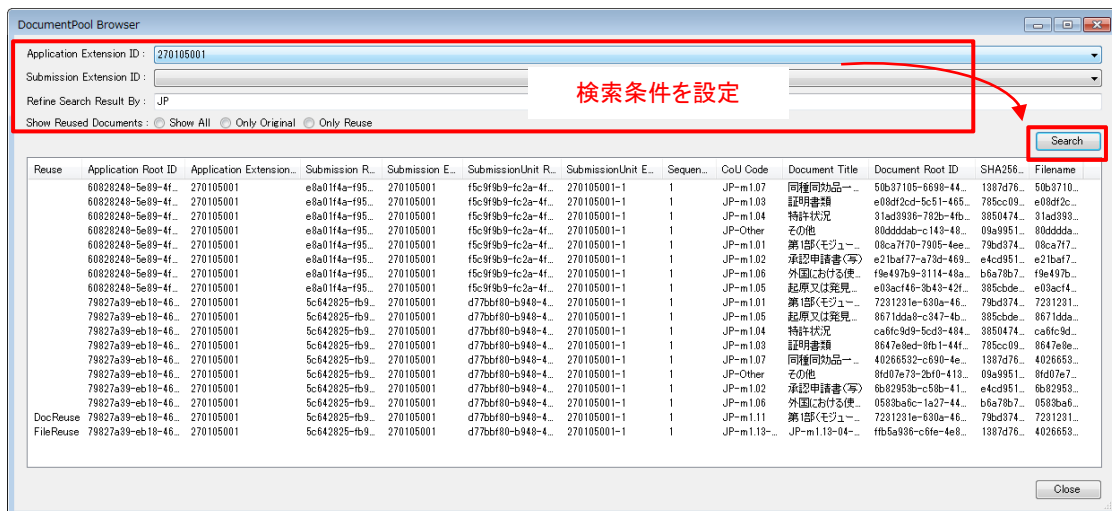 DocumentPool Browser
Application Extension ID : 270105001
Submission Extension ID :
検索条件を設定
Refine Search Result By : JP
Show Reused Documents : Show All Only Original Only Reuse
Search
Reuse Application Root ID Application Extension... Submission R... Submission E... SubmissionUnit R... SubmissionUnit E... Sequen... CoU Code Document Title Document Root ID SHA256... Filename
60828248-5e89-4f... 270105001 e8a01f4a-f95... 270105001 f5c9f9b9-fc2a-4f... 270105001-1 1 JP-m1.07 同種同効品一... 50b37105-6698-44... 1387d76... 50b3710...
60828248-5e89-4f... 270105001 e8a01f4a-f95... 270105001 f5c9f9b9-fc2a-4f... 270105001-1 1 JP-m1.03 証明書類 e08df2cd-5c51-465... 785cc09... e08df2c...
60828248-5e89-4f... 270105001 e8a01f4a-f95... 270105001 f5c9f9b9-fc2a-4f... 270105001-1 1 JP-m1.04 特許状況 31ad3936-782b-4fb... 3850474... 31ad393...
60828248-5e89-4f... 270105001 e8a01f4a-f95... 270105001 f5c9f9b9-fc2a-4f... 270105001-1 1 JP-Other その他 80ddddab-c143-48... 09a9951... 80dddda...
60828248-5e89-4f... 270105001 e8a01f4a-f95... 270105001 f5c9f9b9-fc2a-4f... 270105001-1 1 JP-m1.01 第1部(モジュー... 08ca7f70-7905-4ee... 79bd374... 08ca7f7...
60828248-5e89-4f... 270105001 e8a01f4a-f95... 270105001 f5c9f9b9-fc2a-4f... 270105001-1 1 JP-m1.02 承認申請書(写) e21baf77-a73d-469... e4cd951... e21baf7...
60828248-5e89-4f... 270105001 e8a01f4a-f95... 270105001 f5c9f9b9-fc2a-4f... 270105001-1 1 JP-m1.06 外国における使... f9e497b9-3114-48a... b6a78b7... f9e497b...
60828248-5e89-4f... 270105001 e8a01f4a-f95... 270105001 f5c9f9b9-fc2a-4f... 270105001-1 1 JP-m1.05 起原又は発見... e03acf46-3b43-42f... 385cbde... e03acf4...
79827a39-eb18-46... 270105001 5c642825-fb9... 270105001 d77bbf80-b948-4... 270105001-1 1 JP-m1.01 第1部(モジュー... 7231231e-630a-46... 79bd374... 7231231...
79827a39-eb18-46... 270105001 5c642825-fb9... 270105001 d77bbf80-b948-4... 270105001-1 1 JP-m1.05 起原又は発見... 8671dda8-c347-4b... 385cbde... 8671dda...
79827a39-eb18-46... 270105001 5c642825-fb9... 270105001 d77bbf80-b948-4... 270105001-1 1 JP-m1.04 特許状況 ca6fc9d9-5cd3-484... 3850474... ca6fc9d...
79827a39-eb18-46... 270105001 5c642825-fb9... 270105001 d77bbf80-b948-4... 270105001-1 1 JP-m1.03 証明書類 8647e8ed-8fb1-44f... 785cc09... 8647e8e...
79827a39-eb18-46... 270105001 5c642825-fb9... 270105001 d77bbf80-b948-4... 270105001-1 1 JP-m1.07 同種同効品一... 40266532-c690-4e... 1387d76... 4026653...
79827a39-eb18-46... 270105001 5c642825-fb9... 270105001 d77bbf80-b948-4... 270105001-1 1 JP-Other その他 8fd07e73-2bf0-413... 09a9951... 8fd07e7...
79827a39-eb18-46... 270105001 5c642825-fb9... 270105001 d77bbf80-b948-4... 270105001-1 1 JP-m1.02 承認申請書(写) 6b82953b-c58b-41... e4cd951... 6b82953...
79827a39-eb18-46... 270105001 5c642825-fb9... 270105001 d77bbf80-b948-4... 270105001-1 1 JP-m1.06 外国における使... 0583ba6c-1a27-44... b6a78b7... 0583ba6...
DocReuse 79827a39-eb18-46... 270105001 5c642825-fb9... 270105001 d77bbf80-b948-4... 270105001-1 1 JP-m1.11 第1部(モジュー... 7231231e-630a-46... 79bd374... 7231231...
FileReuse 79827a39-eb18-46... 270105001 5c642825-fb9... 270105001 d77bbf80-b948-4... 270105001-1 1 JP-m1.13-... JP-m1.13-04-... ffb5a936-c6fe-4e8... 1387d76... 4026653...
Close